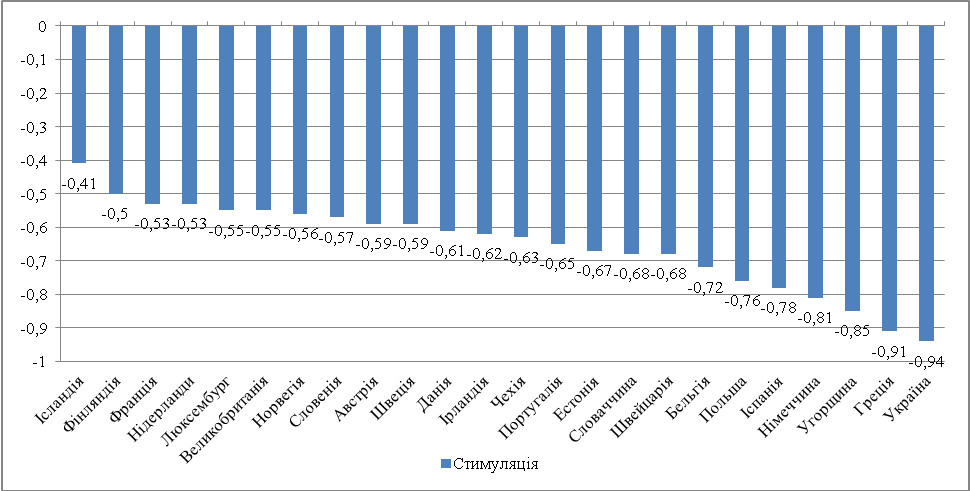 0
-0,1
-0,2
-0,3
-0,4
-0,5
-0,6
-0,7
-0,8
-0,9
-1
-0,41
-0,5
-0,53
-0,53
-0,55
-0,55
-0,56
-0,57
-0,59
-0,59
-0,61
-0,62
-0,63
-0,65
-0,67
-0,68
-0,68
-0,72
-0,76
-0,78
-0,81
-0,85
-0,91
-0,94
Ісландія
Фінляндія
Франція
Нідерланди
Люксембург
Великобританія
Норвегія
Словенія
Австрія
Швеція
Данія
Ірландія
Чехія
Португалія
Естонія
Словаччина
Швейцарія
Бельгія
Польша
Іспанія
Німеччина
Угорщина
Греція
Україна
Стимуляція